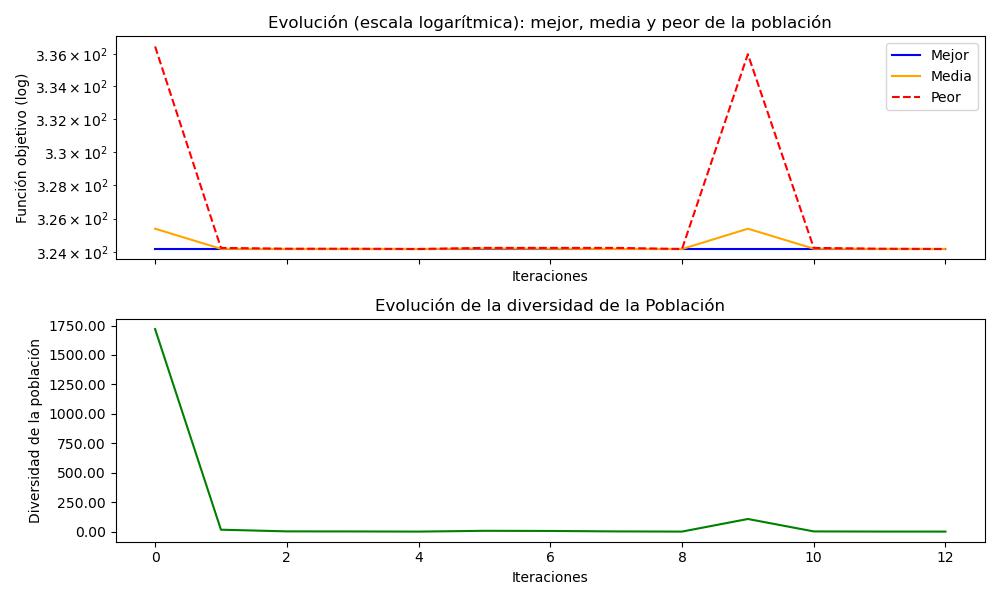 Evolución (escala logarítmica): mejor, media y peor de la población
Función objetivo (log)
3.36 × 10²
3.34 × 10²
3.32 × 10²
3.3 × 10²
3.28 × 10²
3.26 × 10²
3.24 × 10²
Mejor
Media
Peor
Iteraciones
Evolución de la diversidad de la Población
Diversidad de la población
1750.00
1500.00
1250.00
1000.00
750.00
500.00
250.00
0.00
0 2 4 6 8 10 12
Iteraciones